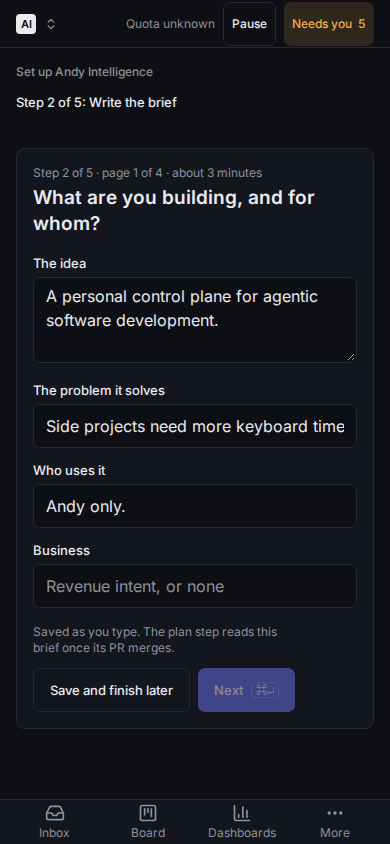 AI
Quota unknown
Pause
Needs you 5
Set up Andy Intelligence
Step 2 of 5: Write the brief
Step 2 of 5 · page 1 of 4 · about 3 minutes
What are you building, and for
whom?
The idea
A personal control plane for agentic
software development.
The problem it solves
Side projects need more keyboard time
Who uses it
Andy only.
Business
Revenue intent, or none
Saved as you type. The plan step reads this
brief once its PR merges.
Save and finish later
Next ⌘↵
Inbox
Board
Dashboards
More